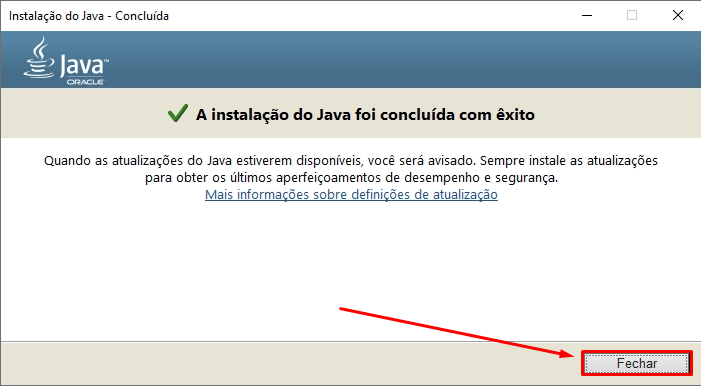 Instalação do Java - Concluída
Java™
ORACLE
A instalação do Java foi concluída com êxito
Quando as atualizações do Java estiverem disponíveis, você será avisado. Sempre instale as atualizações
para obter os últimos aperfeiçoamentos de desempenho e segurança.
Mais informações sobre definições de atualização
Fechar